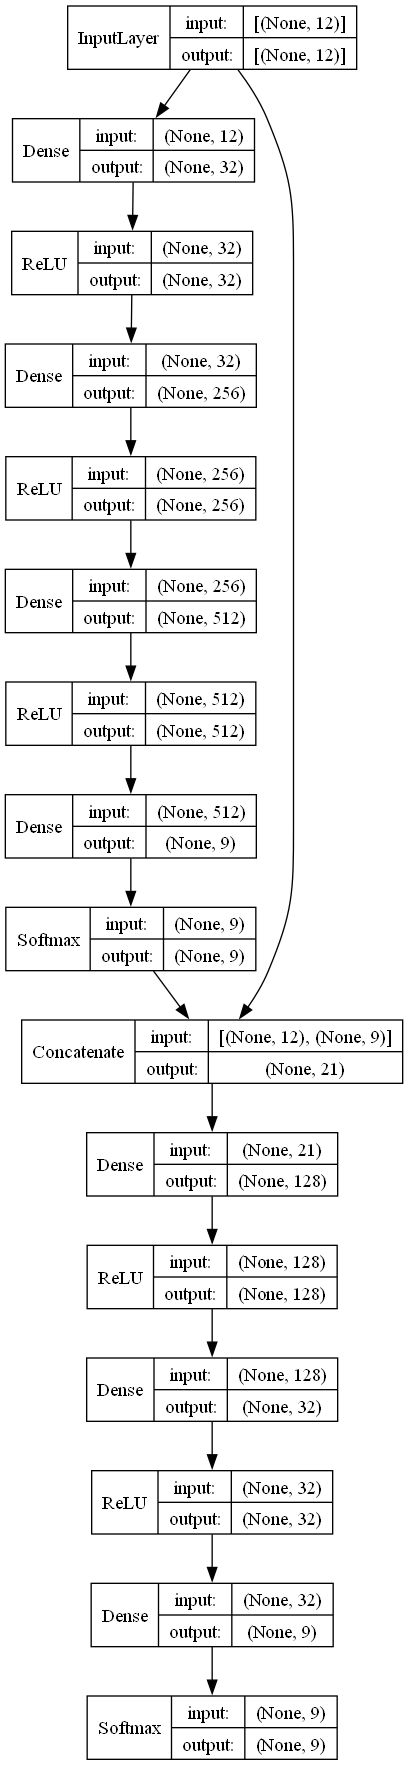 InputLayer input: [(None, 12)]
output: [(None, 12)]
Dense input: (None, 12)
output: (None, 32)
ReLU input: (None, 32)
output: (None, 32)
Dense input: (None, 32)
output: (None, 256)
ReLU input: (None, 256)
output: (None, 256)
Dense input: (None, 256)
output: (None, 512)
ReLU input: (None, 512)
output: (None, 512)
Dense input: (None, 512)
output: (None, 9)
Softmax input: (None, 9)
output: (None, 9)
Concatenate input: [(None, 12), (None, 9)]
output: (None, 21)
Dense input: (None, 21)
output: (None, 128)
ReLU input: (None, 128)
output: (None, 128)
Dense input: (None, 128)
output: (None, 32)
ReLU input: (None, 32)
output: (None, 32)
Dense input: (None, 32)
output: (None, 9)
Softmax input: (None, 9)
output: (None, 9)